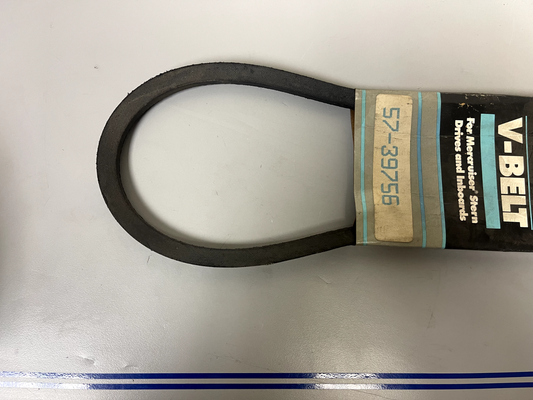 V-BELT
For Mercruiser® Stern
Drives and Inboards
57-39756